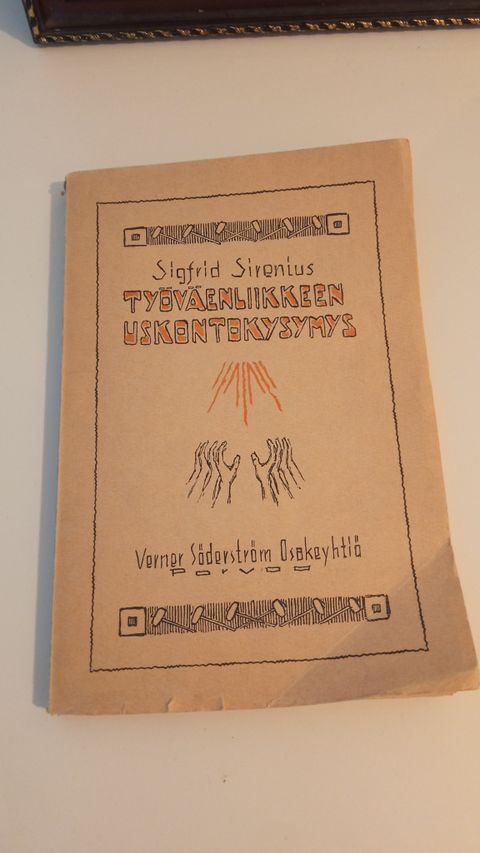 Sigfrid Sirenius
TYÖVÄENLIIKKEEN
USKONTOKYSYMYS
Verner Söderström Osakeyhtiö
Porvoo